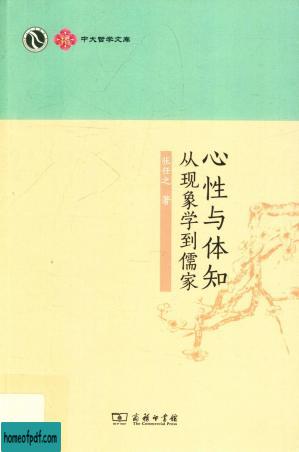 中大哲学文库
心性与体知
从现象学到儒家
张任之 著
商务印书馆
The Commercial Press
homeofpdf.com